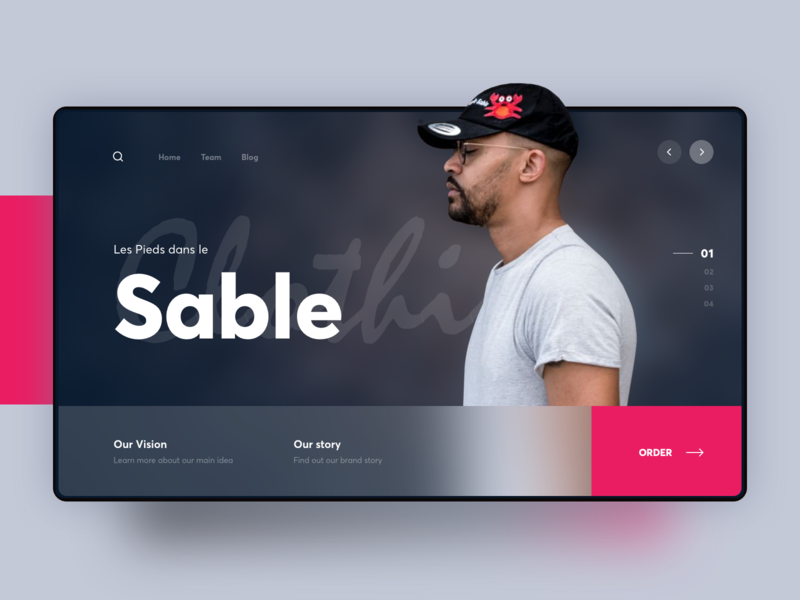 Home Team Blog
Les Pieds dans le
Clothi
Sable
01
02
03
04
Our Vision
Learn more about our main idea
Our story
Find out our brand story
ORDER